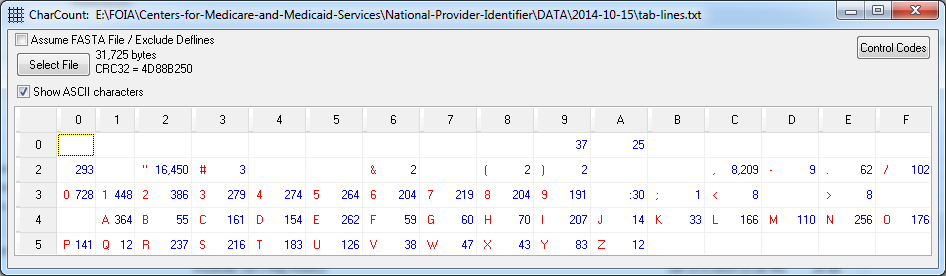 CharCount: E:\FOIA\Centers-for-Medicare-and-Medicaid-Services\National-Provider-Identifier\DATA\2014-10-15\tab-lines.txt
Assume FASTA File / Exclude Deflines
Control Codes
31,725 bytes
Select File
CRC32 = 4D88B250
Show ASCII characters
0 1 2 3 4 5 6 7 8 9 A B C D E F
0 37 25
2 293 " 16,450 # 3 & 2 ( 2 ) 2 , 8,209 - 9 . 62 / 102
3 0 728 1 448 2 386 3 279 4 274 5 264 6 204 7 219 8 204 9 191 :30 ; 1 < 8 > 8
4 A 364 B 55 C 161 D 154 E 262 F 59 G 60 H 70 I 207 J 14 K 33 L 166 M 110 N 256 O 176
5 P 141 Q 12 R 237 S 216 T 183 U 126 V 38 W 47 X 43 Y 83 Z 12